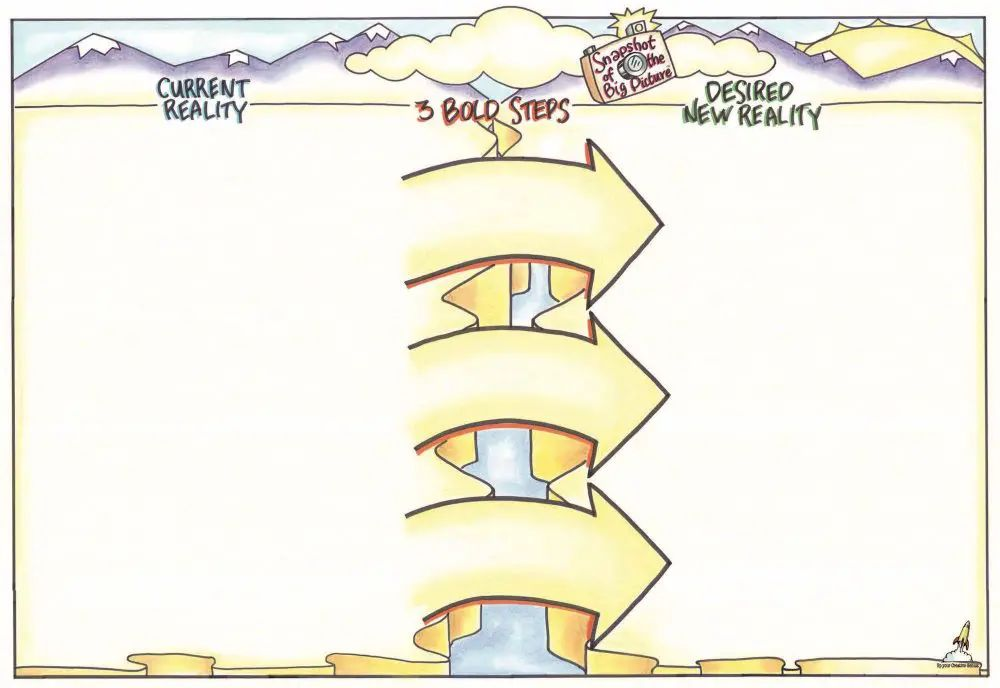 CURRENT
REALITY
3 BOLD STEPS
Snapshot
of the
Big Picture
DESIRED
NEW REALITY